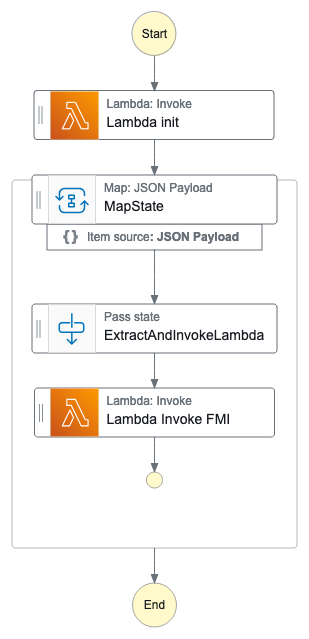 Start
Lambda: Invoke
Lambda init
Map: JSON Payload
MapState
{} Item source: JSON Payload
Pass state
ExtractAndInvokeLambda
Lambda: Invoke
Lambda Invoke FMI
End